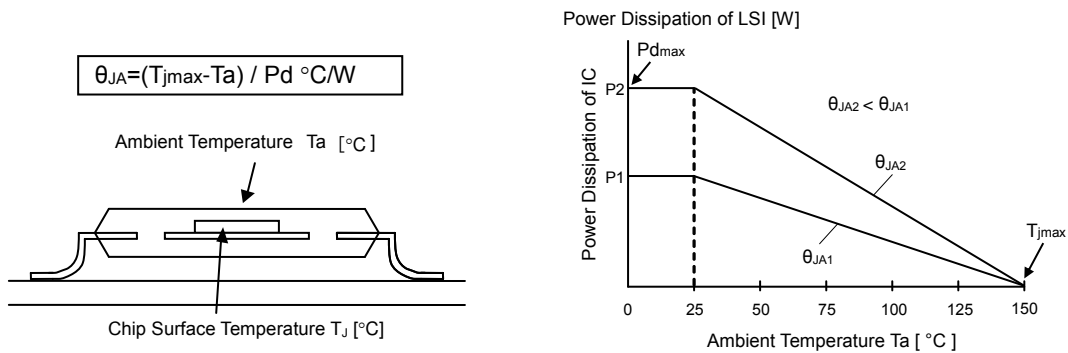 θJA=(Tjmax-Ta) / Pd °C/W
Ambient Temperature Ta [°C]
Chip Surface Temperature TJ [°C]
Power Dissipation of LSI [W]
Pdmax
P2
θJA2 < θJA1
θJA2
P1
Power Dissipation of IC
θJA1
Tjmax
0 25 50 75 100 125 150
Ambient Temperature Ta [ °C]